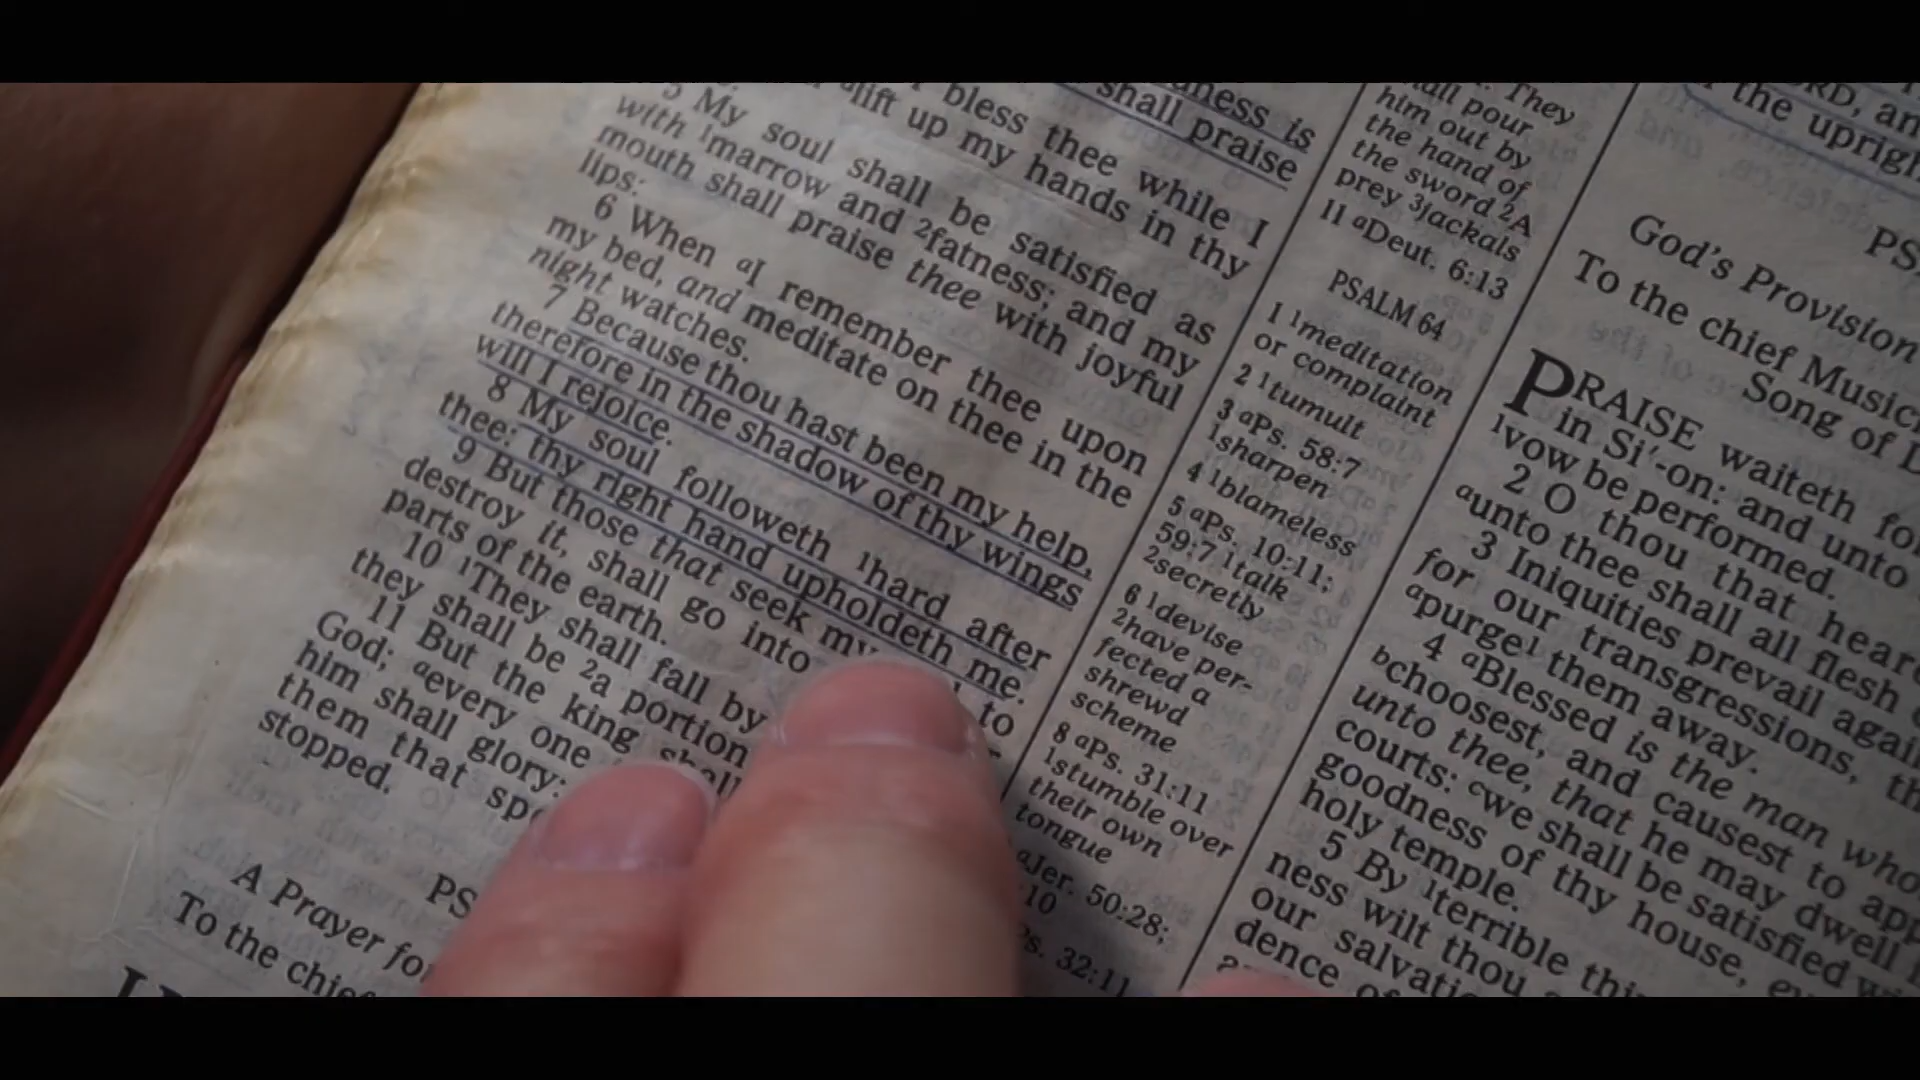 ness is
shall praise
bless thee while I
lift up my hands in thy
5 My soul shall be satisfied as
with ¹marrow and ²fatness; and my
mouth shall praise thee with joyful
lips:
6 When ᵃI remember thee upon
my bed, and meditate on thee in the
night watches.
7 Because thou hast been my help,
therefore in the shadow of thy wings
will I rejoice.
8 My soul followeth ¹hard after
thee: thy right hand upholdeth me.
9 But those that seek my to
destroy it, shall go into
parts of the earth.
10 ¹They shall fall by
they shall be ²a portion
11 But the king shall
God; ᵃevery one
him shall glory:
them that
stopped.
A Prayer for
To the chief
They
pour
him out by
the hand of
the sword ²A
prey ³jackals
11 ᵃDeut. 6:13
PSALM 64
1 ¹meditation
or complaint
2 ¹tumult
3 ᵃPs. 58:7
¹sharpen
4 ¹blameless
5 ᵃPs. 10:11;
59:7 ¹talk
²secretly
6 ¹devise
²have per-
fected a
shrewd
scheme
8 ᵃPs. 31:11
¹stumble over
their own
tongue
ᵃJer. 50:28;
:10
32:11
the upright
God's Provision
To the chief
Song of
PRAISE waiteth
in Si′-on: and unto
¹vow be performed.
2 O thou that
ᵃunto thee shall all flesh
3 Iniquities prevail
for our transgressions,
ᵃpurge¹ them away.
4 ᵃBlessed is the man
ᵇchoosest, and causest to
unto thee, that he may dwell
courts: ᶜwe shall be satisfied
goodness of thy house,
holy temple.
5 By ¹terrible
ness wilt thou
our
dence of